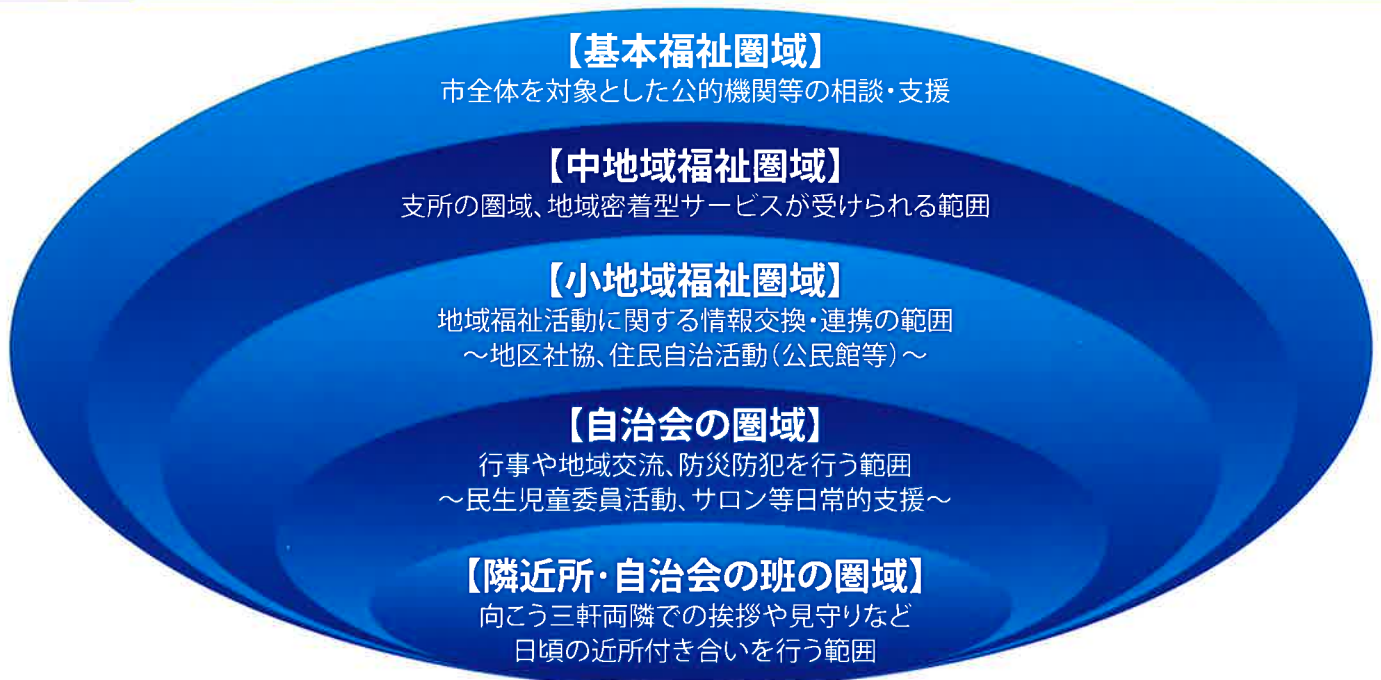 【基本福祉圏域】
市全体を対象とした公的機関等の相談・支援
【中地域福祉圏域】
支所の圏域、地域密着型サービスが受けられる範囲
【小地域福祉圏域】
地域福祉活動に関する情報交換・連携の範囲
～地区社協、住民自治活動（公民館等）～
【自治会の圏域】
行事や地域交流、防災防犯を行う範囲
～民生児童委員活動、サロン等日常的支援～
【隣近所・自治会の班の圏域】
向こう三軒両隣での挨拶や見守りなど
日頃の近所付き合いを行う範囲